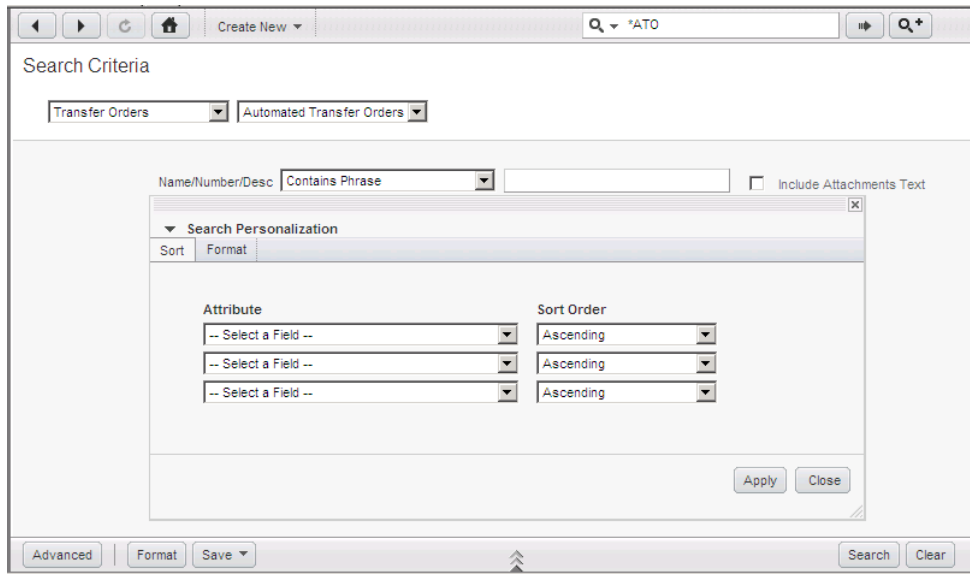 Create New
*ATO
Search Criteria
Transfer Orders Automated Transfer Orders
Name/Number/Desc Contains Phrase Include Attachments Text
Search Personalization
Sort Format
Attribute Sort Order
-- Select a Field -- Ascending
-- Select a Field -- Ascending
-- Select a Field -- Ascending
Apply Close
Advanced Format Save Search Clear